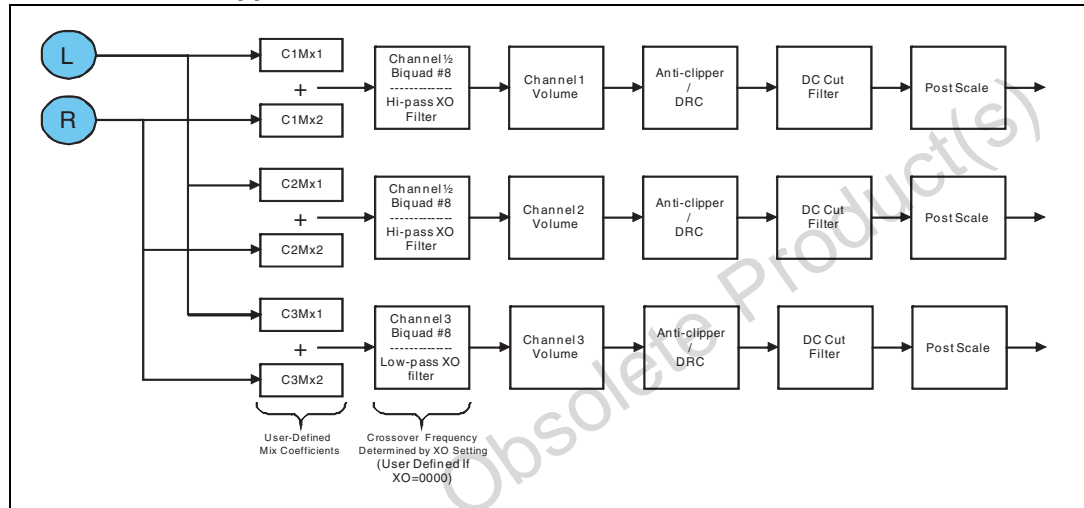 L
R
C1Mx1
+
C1Mx2
Channel ½
Biquad #8
---------------
Hi-pass XO
Filter
Channel 1
Volume
Anti-clipper
/
DRC
DC Cut
Filter
Post Scale
C2Mx1
+
C2Mx2
Channel ½
Biquad #8
---------------
Hi-pass XO
Filter
Channel 2
Volume
Anti-clipper
/
DRC
DC Cut
Filter
Post Scale
C3Mx1
+
C3Mx2
Channel 3
Biquad #8
---------------
Low-pass XO
filter
Channel 3
Volume
Anti-clipper
/
DRC
DC Cut
Filter
Post Scale
User-Defined
Mix Coefficients
Crossover Frequency
Determined by XO Setting
(User Defined If
XO=0000)
Obsolete Product(s)